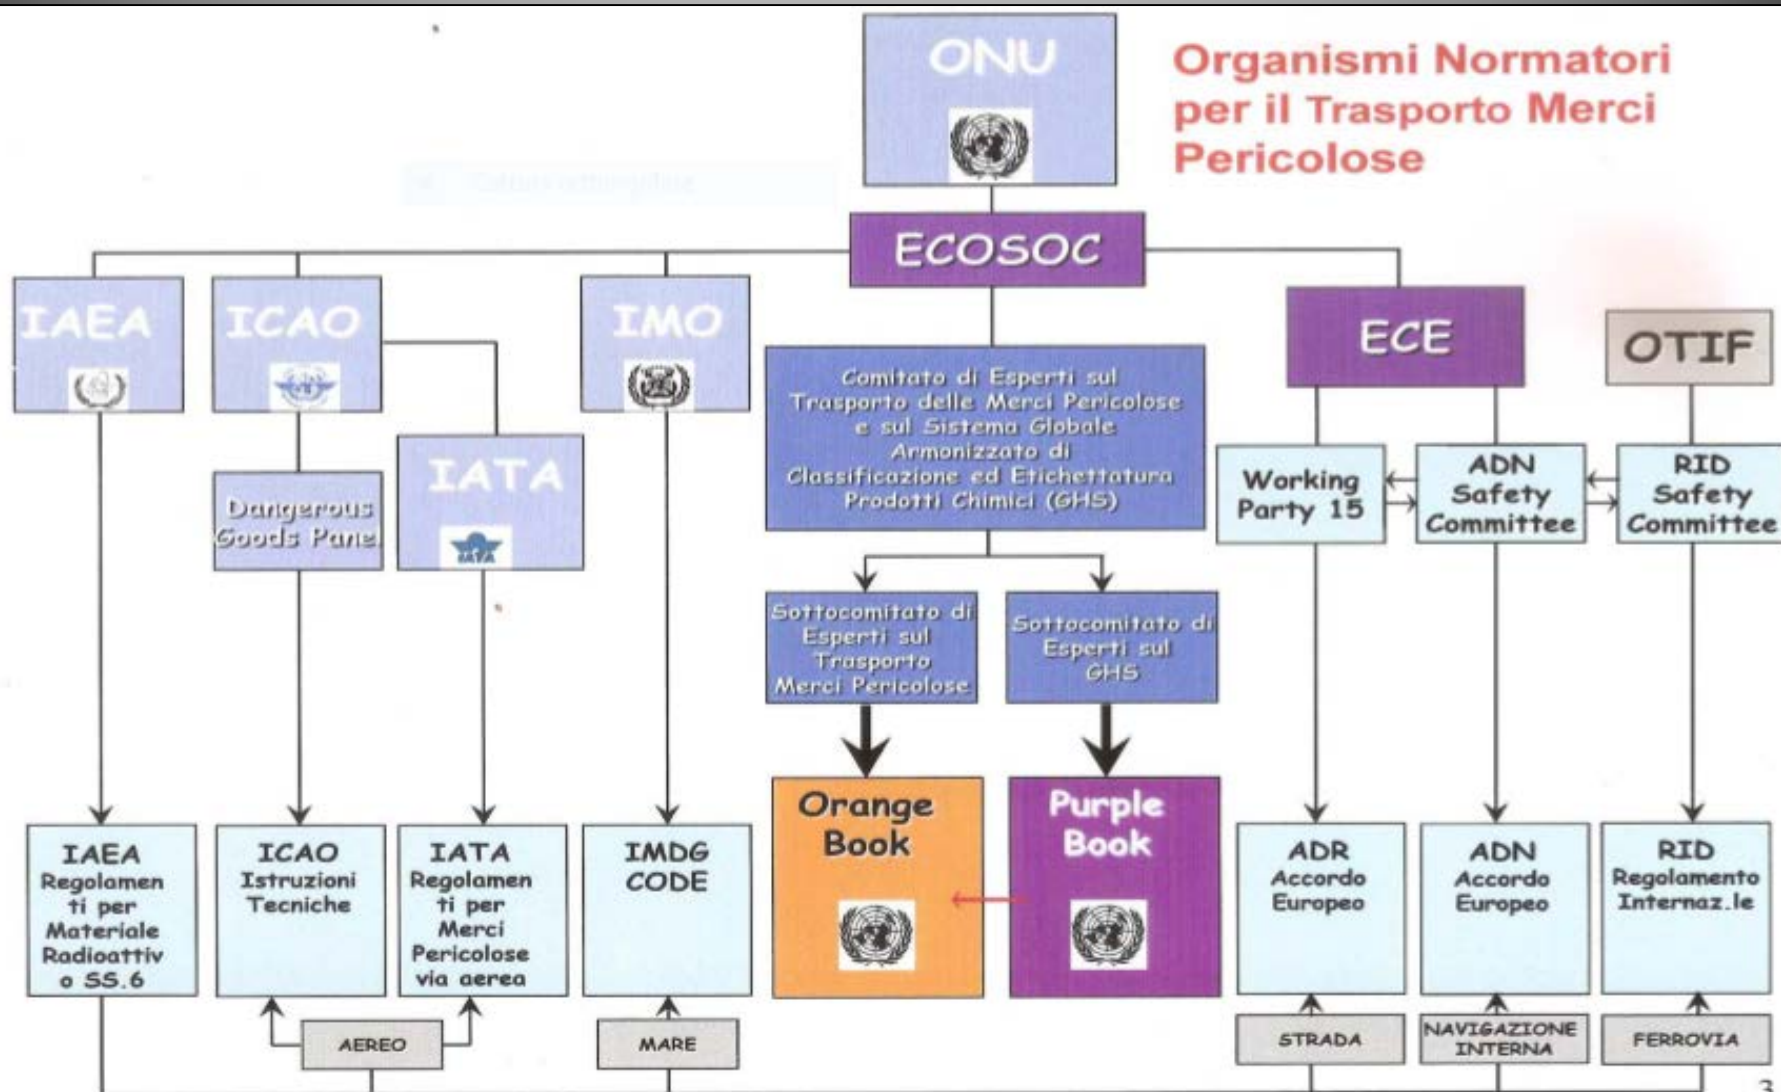 ONU
Organismi Normatori
per il Trasporto Merci
Pericolose
ECOSOC
IAEA
ICAO
IMO
ECE
OTIF
IATA
IATA
Dangerous
Goods Panel
Comitato di Esperti sul
Trasporto delle Merci Pericolose
e sul Sistema Globale
Armonizzato di
Classificazione ed Etichettatura
Prodotti Chimici (GHS)
Working
Party 15
ADN
Safety
Committee
RID
Safety
Committee
Sottocomitato di
Esperti sul
Trasporto
Merci Pericolose
Sottocomitato di
Esperti sul
GHS
IAEA
Regolamen
ti per
Materiale
Radioattiv
o SS.6
ICAO
Istruzioni
Tecniche
IATA
Regolamen
ti per
Merci
Pericolose
via aerea
IMDG
CODE
Orange
Book
Purple
Book
ADR
Accordo
Europeo
ADN
Accordo
Europeo
RID
Regolamento
Internaz.le
AEREO
MARE
STRADA
NAVIGAZIONE
INTERNA
FERROVIA
3